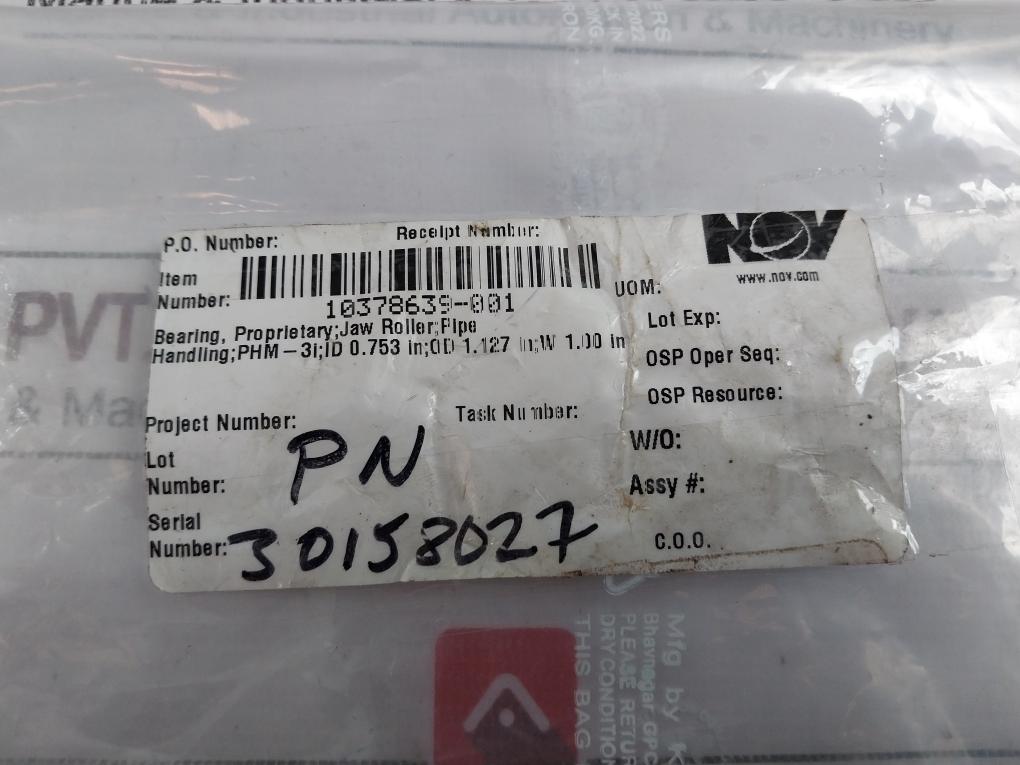 & Machinery
P.O. Number:
Receipt Number:
NOV
www.nov.com
Item
Number:
10378639-001
UOM:
Bearing, Proprietary;Jaw Roller;Pipe
Handling;PHM-3i;ID 0.753 in;OD 1.127 in;W 1.00 in
Lot Exp:
OSP Oper Seq:
OSP Resource:
Project Number:
Task Number:
PN
W/O:
Lot
Number:
Assy #:
Serial
Number:
30158027
C.O.O.
PVT
& Ma
Mfg by K
Bhavnagar
PLEASE RETUR
DRY CONDITION
THIS BAG